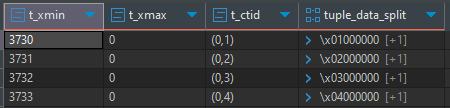 t_xmin t_xmax t_ctid tuple_data_split
3730 0 (0,1) \x01000000 [+1]
3731 0 (0,2) \x02000000 [+1]
3732 0 (0,3) \x03000000 [+1]
3733 0 (0,4) \x04000000 [+1]